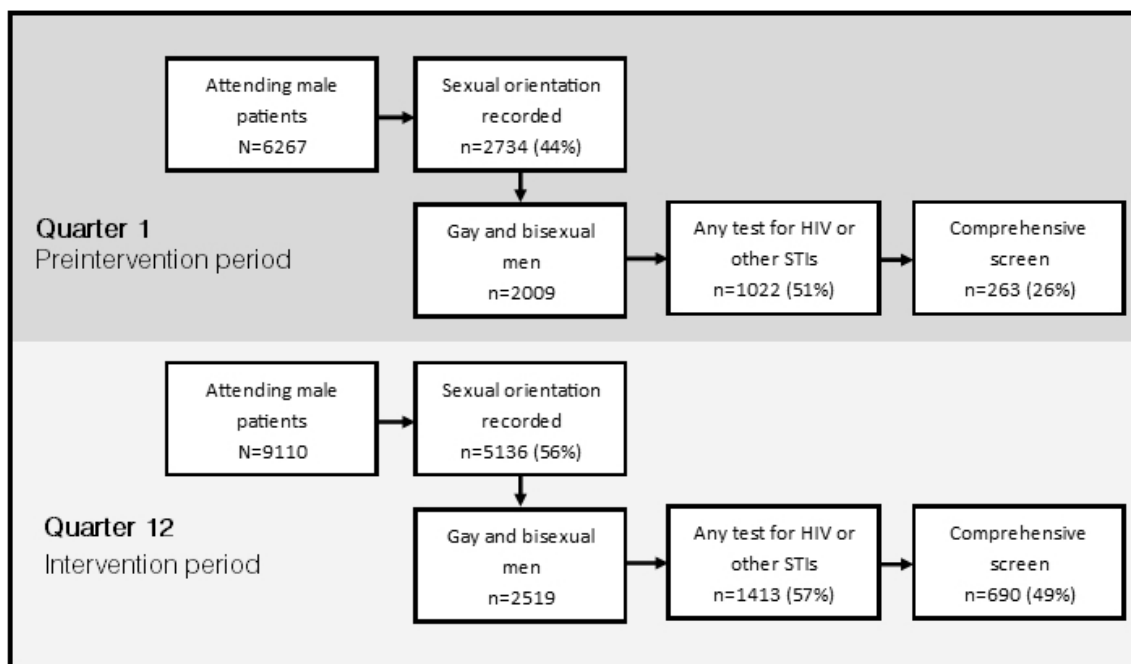 Attending male
patients
N=6267
Sexual orientation
recorded
n=2734 (44%)
Quarter 1
Preintervention period
Gay and bisexual
men
n=2009
Any test for HIV or
other STIs
n=1022 (51%)
Comprehensive
screen
n=263 (26%)
Attending male
patients
N=9110
Sexual orientation
recorded
n=5136 (56%)
Quarter 12
Intervention period
Gay and bisexual
men
n=2519
Any test for HIV or
other STIs
n=1413 (57%)
Comprehensive
screen
n=690 (49%)